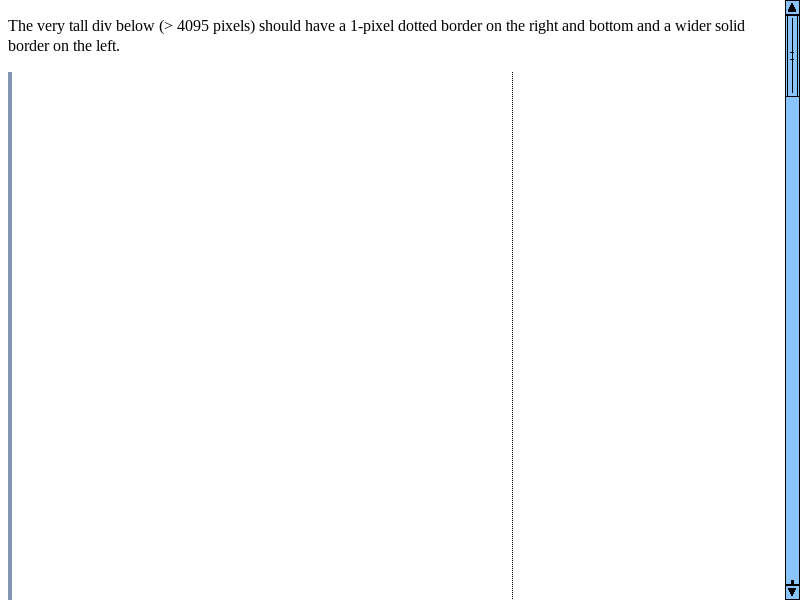 The very tall div below (> 4095 pixels) should have a 1-pixel dotted border on the right and bottom and a wider solid
border on the left.